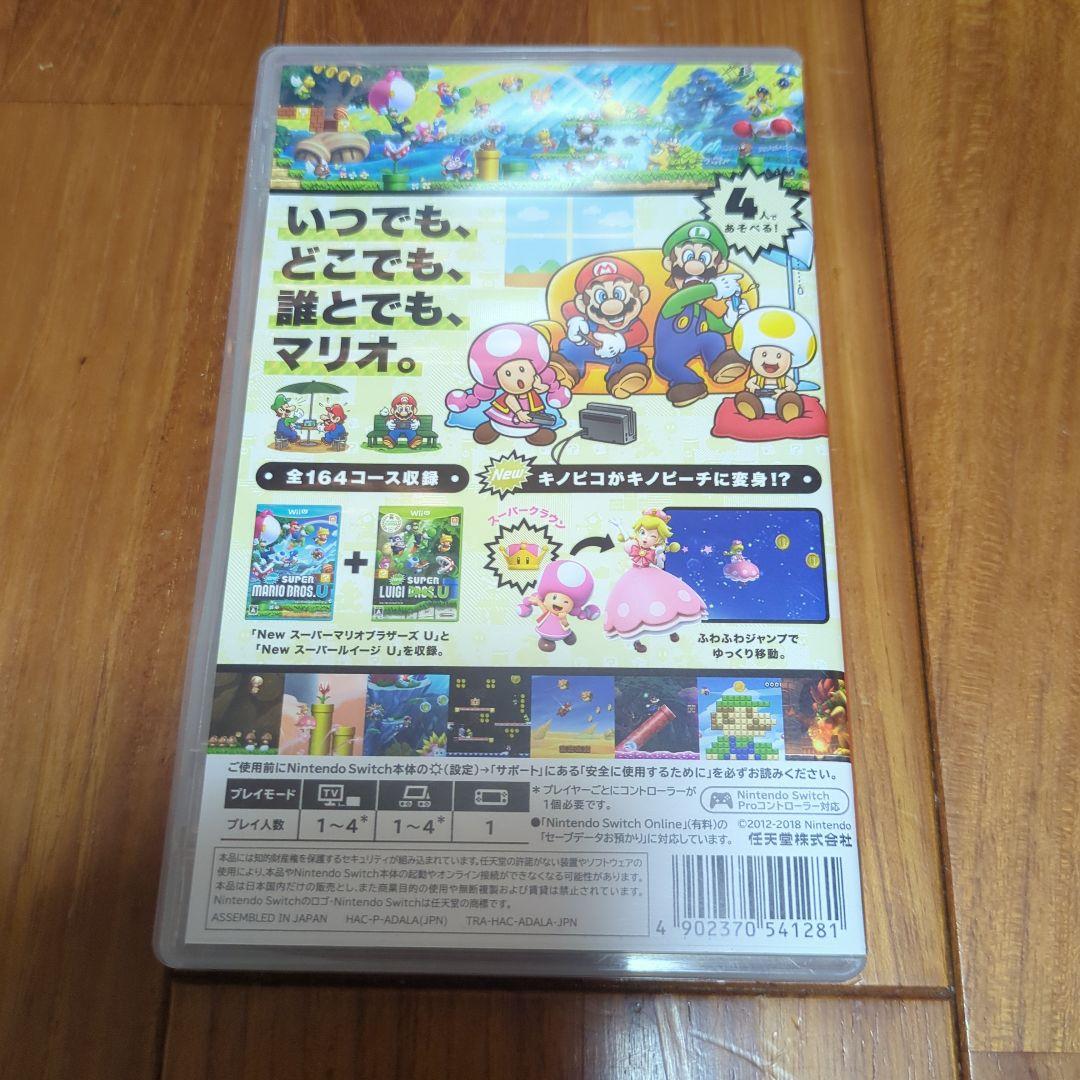 いつでも、
どこでも、
誰とでも、
マリオ。
4人で
あそべる!
全164コース収録
New キノピコがキノピーチに変身!?
Wii U
SUPER
MARIO BROS. U
+
Wii U
SUPER
LUIGI BROS. U
「New スーパーマリオブラザーズ U」と
「New スーパールイージ U」を収録。
スーパークラウン
ふわふわジャンプで
ゆっくり移動。
ご使用前にNintendo Switch本体の(設定)→「サポート」にある「安全に使用するために」を必ずお読みください。
プレイモード TV
プレイ人数 1~4* 1~4* 1
*プレイヤーごとにコントローラーが
1個必要です。
●「Nintendo Switch Online」(有料)の
「セーブデータお預かり」に対応しています。
Nintendo Switch
Proコントローラー対応
©2012-2018 Nintendo
任天堂株式会社
本品には知的財産権を保護するセキュリティが組み込まれています。任天堂の許諾がない装置やソフトウェアの
使用により、本品やNintendo Switch本体の起動やオンライン接続ができなくなる可能性があります。
本品は日本国内だけの販売とし、また商業目的の使用や無断複製および賃貸は禁止されています。
Nintendo Switchのロゴ・Nintendo Switchは任天堂の商標です。
ASSEMBLED IN JAPAN HAC-P-ADALA(JPN) TRA-HAC-ADALA-JPN
4 902370 541281